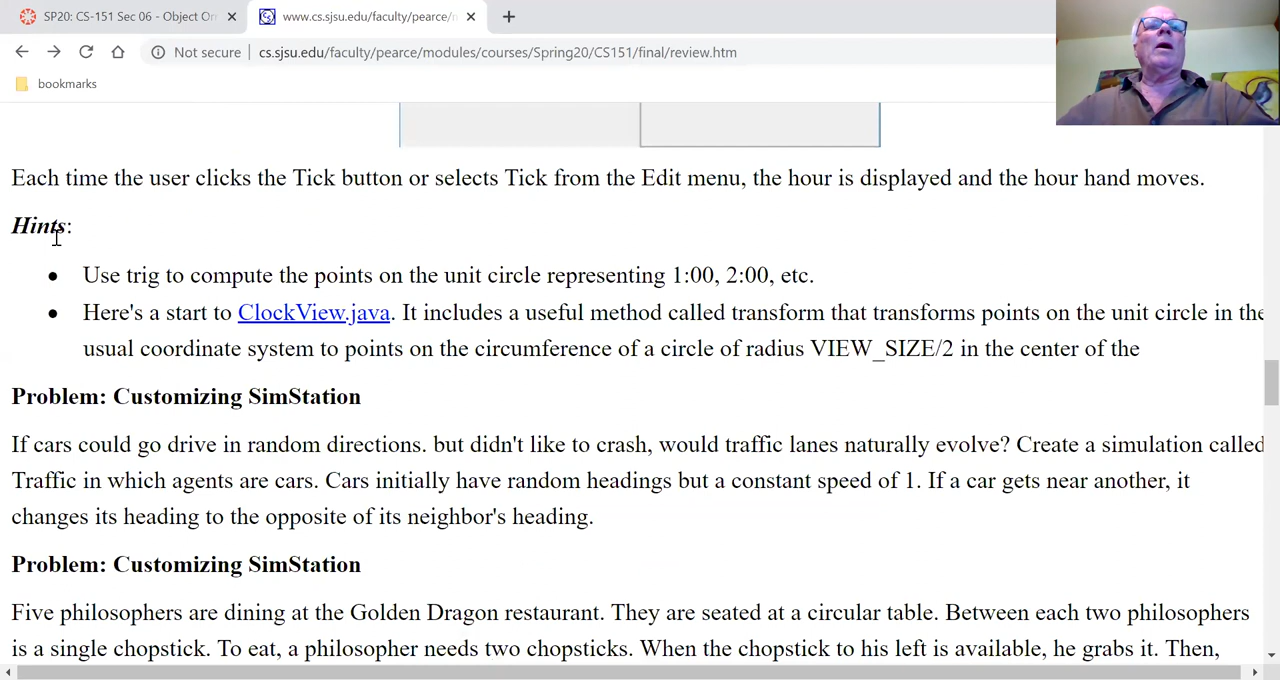 SP20: CS-151 Sec 06 - Object Or
www.cs.sjsu.edu/faculty/pearce/
Not secure
cs.sjsu.edu/faculty/pearce/modules/courses/Spring20/CS151/final/review.htm
bookmarks
Each time the user clicks the Tick button or selects Tick from the Edit menu, the hour is displayed and the hour hand moves.
Hints:
• Use trig to compute the points on the unit circle representing 1:00, 2:00, etc.
• Here's a start to ClockView.java. It includes a useful method called transform that transforms points on the unit circle in the
usual coordinate system to points on the circumference of a circle of radius VIEW_SIZE/2 in the center of the
Problem: Customizing SimStation
If cars could go drive in random directions. but didn't like to crash, would traffic lanes naturally evolve? Create a simulation called
Traffic in which agents are cars. Cars initially have random headings but a constant speed of 1. If a car gets near another, it
changes its heading to the opposite of its neighbor's heading.
Problem: Customizing SimStation
Five philosophers are dining at the Golden Dragon restaurant. They are seated at a circular table. Between each two philosophers
is a single chopstick. To eat, a philosopher needs two chopsticks. When the chopstick to his left is available, he grabs it. Then,